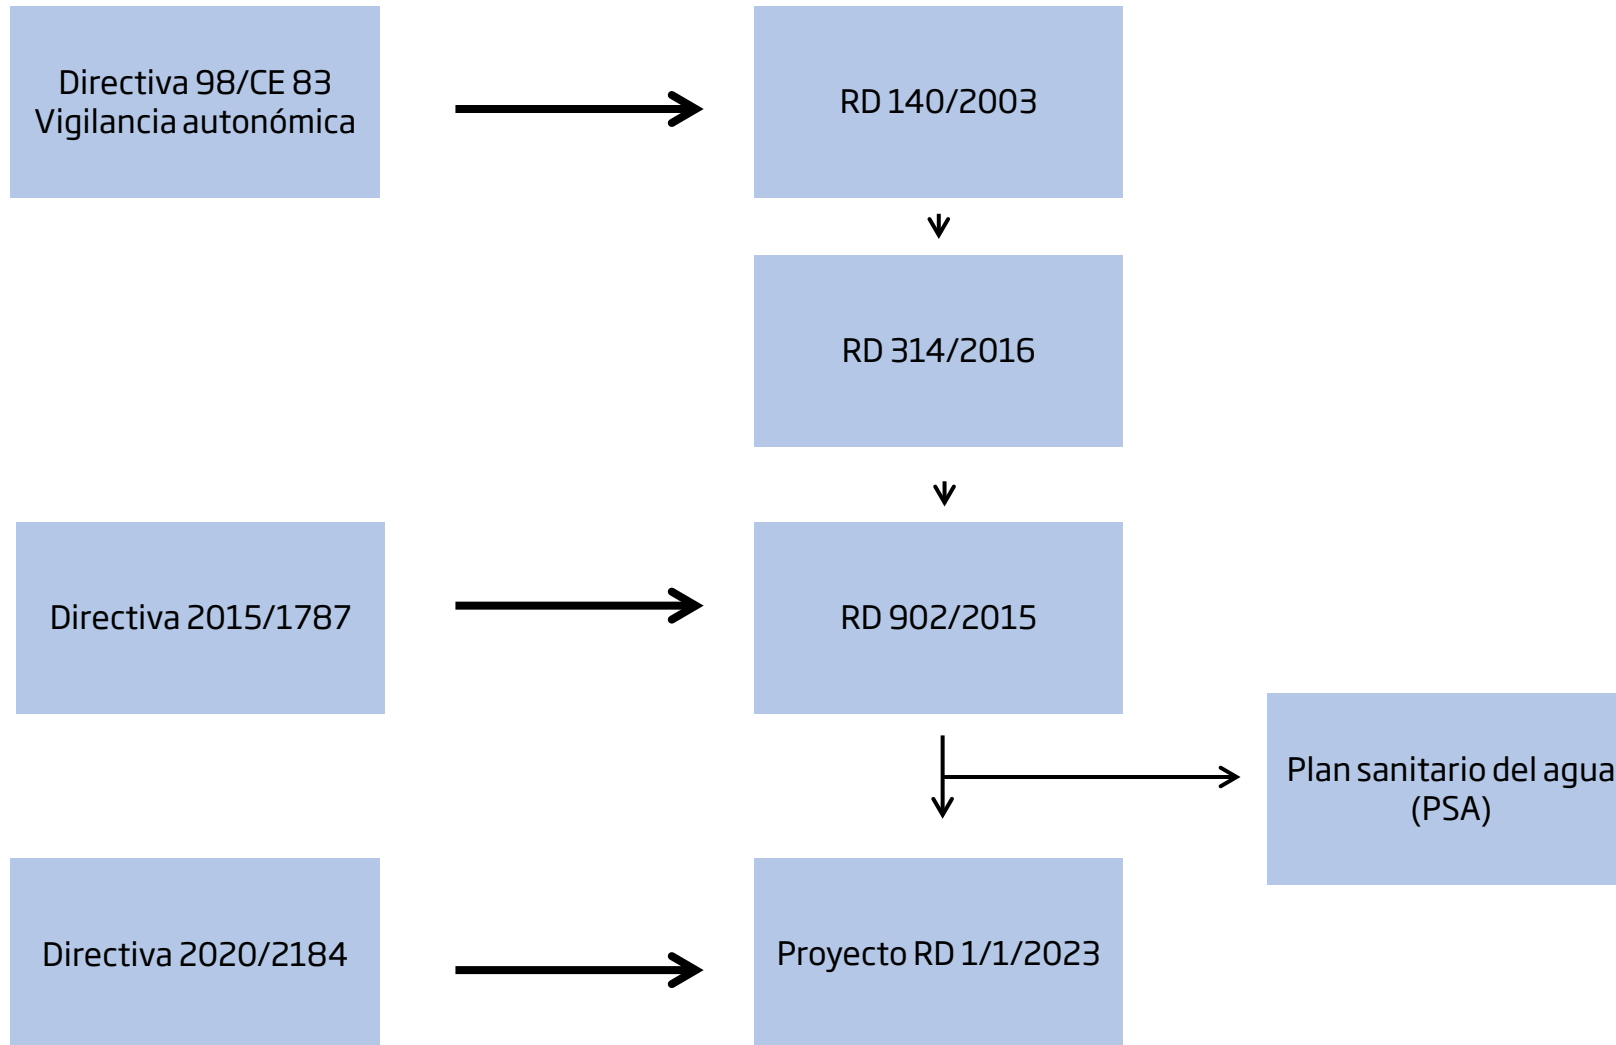 Directiva 98/CE 83
Vigilancia autonómica
RD 140/2003
RD 314/2016
Directiva 2015/1787
RD 902/2015
Plan sanitario del agua
(PSA)
Directiva 2020/2184
Proyecto RD 1/1/2023